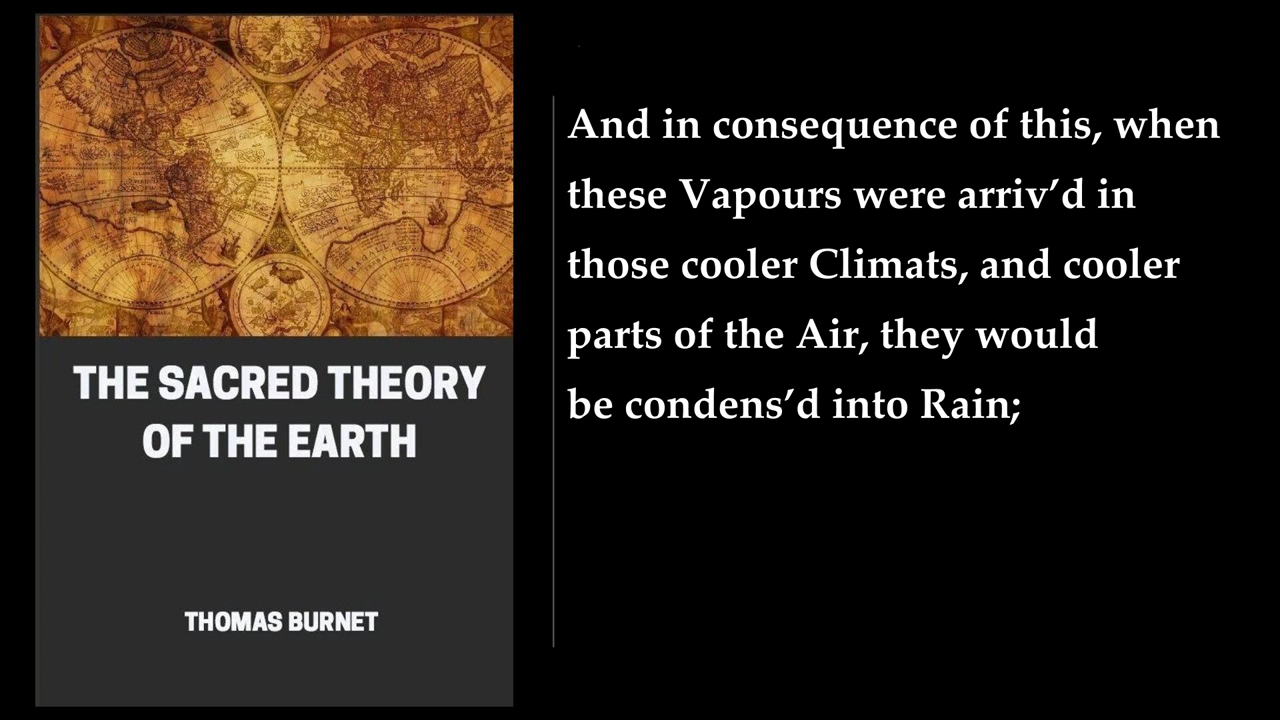 THE SACRED THEORY
OF THE EARTH
THOMAS BURNET
And in consequence of this, when
these Vapours were arriv’d in
those cooler Climats, and cooler
parts of the Air, they would
be condens’d into Rain;